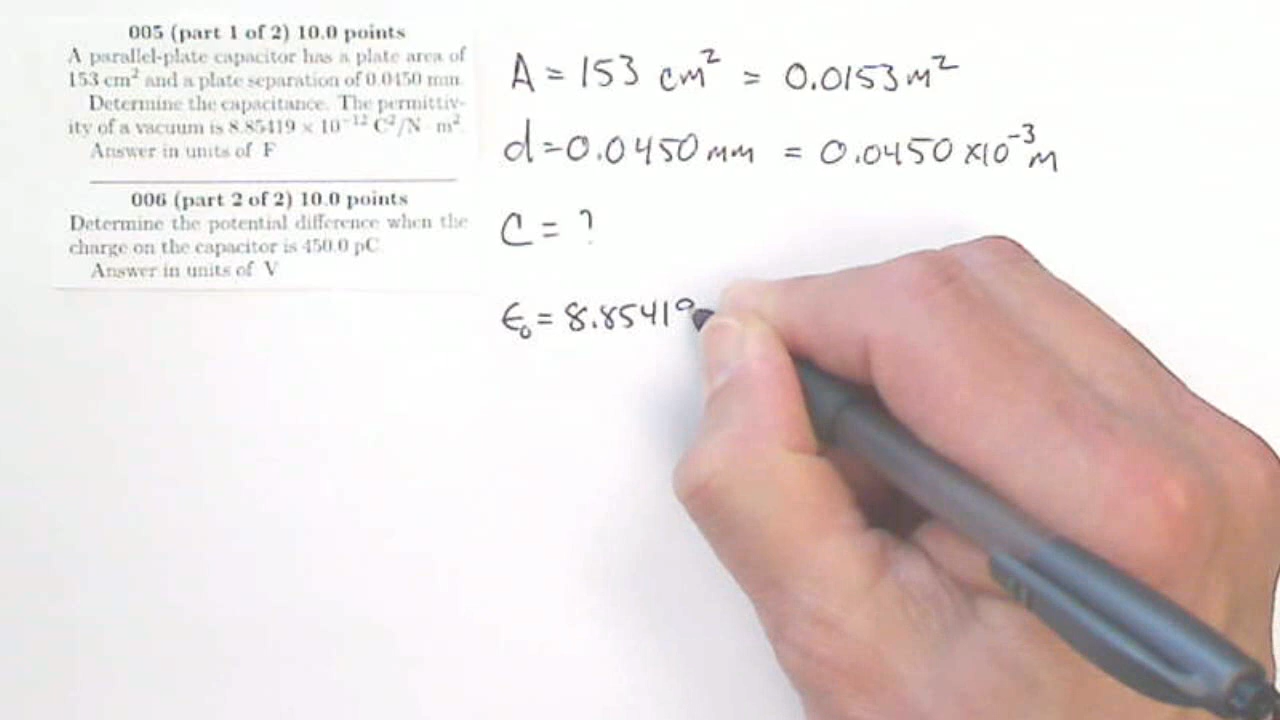 005 (part 1 of 2) 10.0 points
A parallel-plate capacitor has a plate area of
153 cm² and a plate separation of 0.0450 mm.
Determine the capacitance. The permittiv-
ity of a vacuum is 8.85419 × 10⁻¹² C²/N · m².
Answer in units of F
006 (part 2 of 2) 10.0 points
Determine the potential difference when the
charge on the capacitor is 450.0 pC
Answer in units of V
A = 153 cm² = 0.0153 m²
d = 0.0450 mm = 0.0450 ×10⁻³ m
C = ?
ϵ₀ = 8.8541